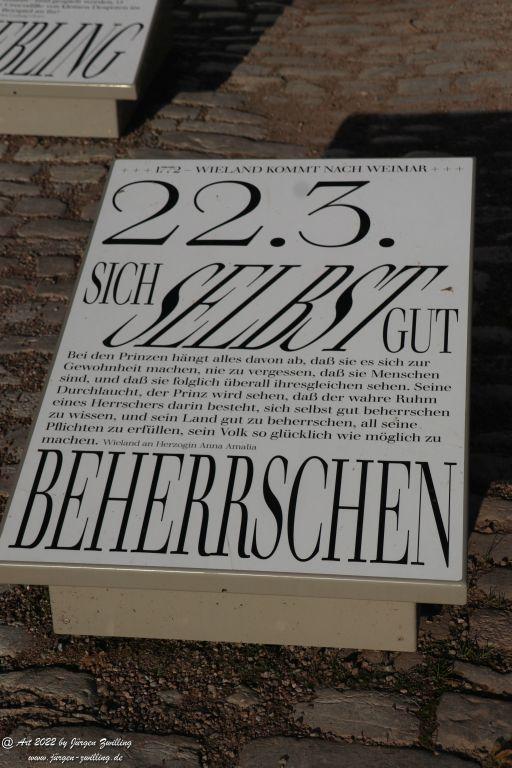 EBLING
+ + + 1772 – WIELAND KOMMT NACH WEIMAR + + +
22.3.
SICH SELBST GUT
Bei den Prinzen hängt alles davon ab, daß sie es sich zur
Gewohnheit machen, nie zu vergessen, daß sie Menschen
sind, und daß sie folglich überall ihresgleichen sehen. Seine
Durchlaucht, der Prinz wird sehen, daß der wahre Ruhm
eines Herrschers darin besteht, sich selbst gut beherrschen
zu wissen, und sein Land gut zu beherrschen, all seine
Pflichten zu erfüllen, sein Volk so glücklich wie möglich zu
machen. Wieland an Herzogin Anna Amalia
BEHERRSCHEN
@ Art 2022 by Jürgen Zwilling
www.jürgen-zwilling.de